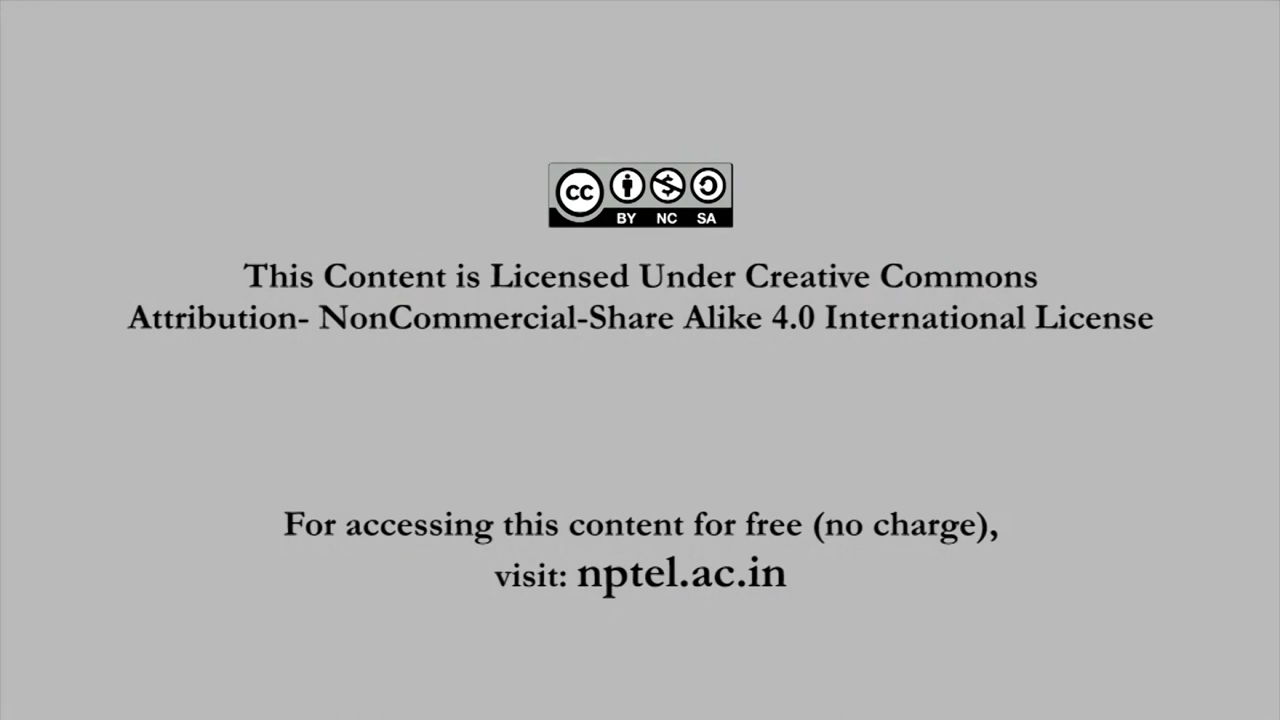 cc
BY NC SA
This Content is Licensed Under Creative Commons
Attribution- NonCommercial-Share Alike 4.0 International License
For accessing this content for free (no charge),
visit: nptel.ac.in